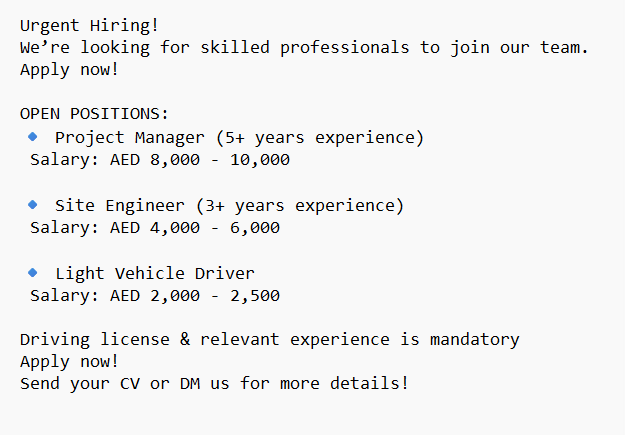 Urgent Hiring!
We’re looking for skilled professionals to join our team.
Apply now!
OPEN POSITIONS:
🔹 Project Manager (5+ years experience)
Salary: AED 8,000 - 10,000
🔹 Site Engineer (3+ years experience)
Salary: AED 4,000 - 6,000
🔹 Light Vehicle Driver
Salary: AED 2,000 - 2,500
Driving license & relevant experience is mandatory
Apply now!
Send your CV or DM us for more details!